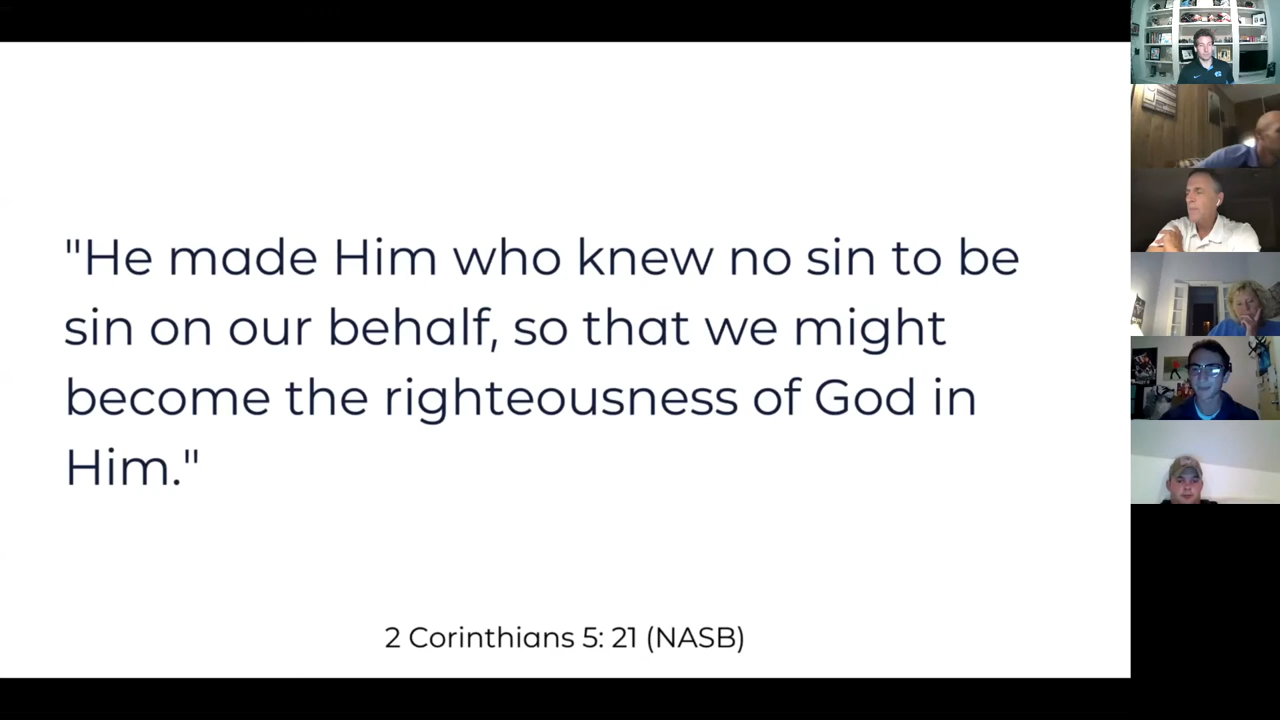 "He made Him who knew no sin to be
sin on our behalf, so that we might
become the righteousness of God in
Him."
2 Corinthians 5: 21 (NASB)